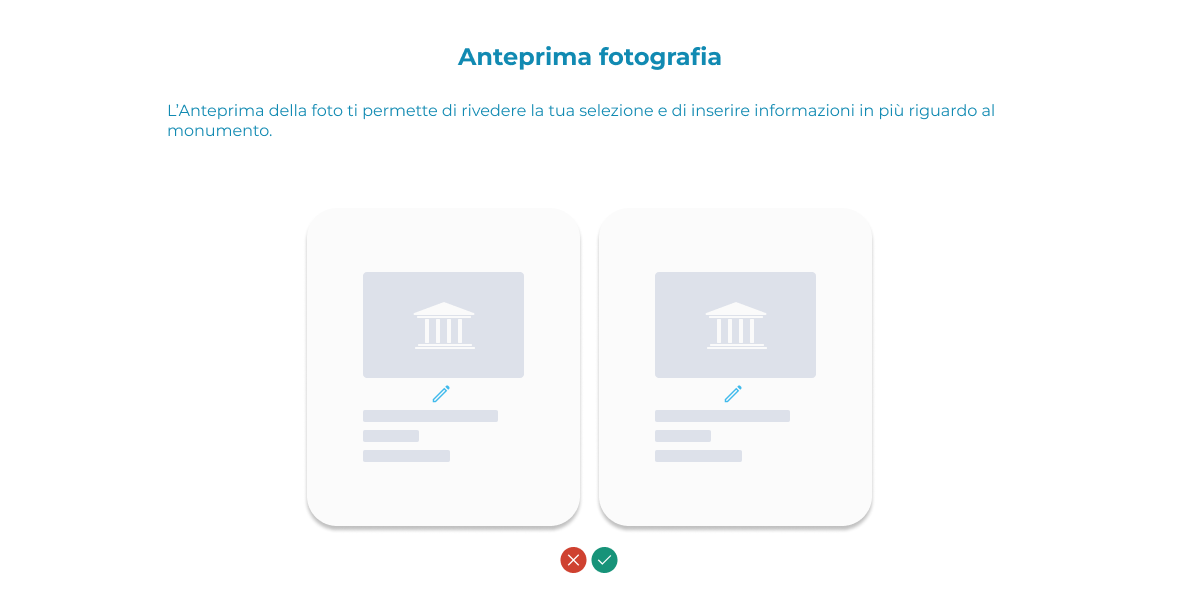 Anteprima fotografia
L’Anteprima della foto ti permette di rivedere la tua selezione e di inserire informazioni in più riguardo al
monumento.